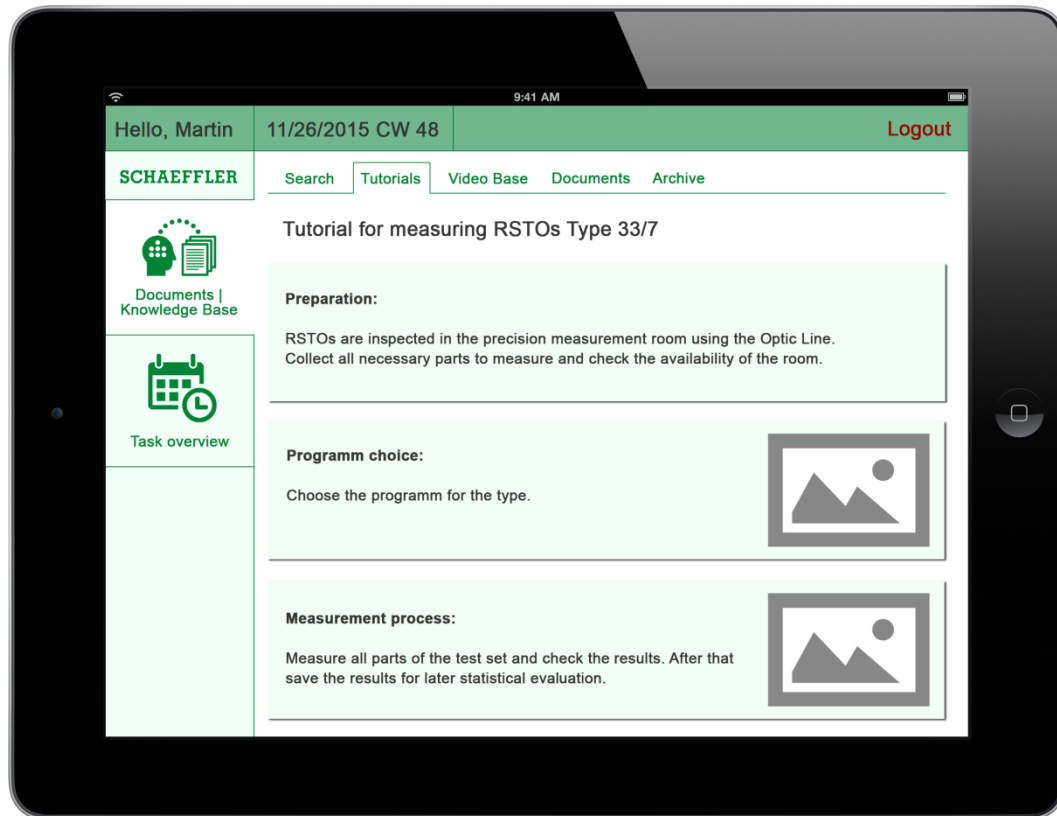 9:41 AM
Hello, Martin
11/26/2015 CW 48
Logout
SCHAEFFLER
Search
Tutorials
Video Base
Documents
Archive
Documents |
Knowledge Base
Task overview
Tutorial for measuring RSTOs Type 33/7
Preparation:
RSTOs are inspected in the precision measurement room using the Optic Line.
Collect all necessary parts to measure and check the availability of the room.
Programm choice:
Choose the programm for the type.
Measurement process:
Measure all parts of the test set and check the results. After that
save the results for later statistical evaluation.